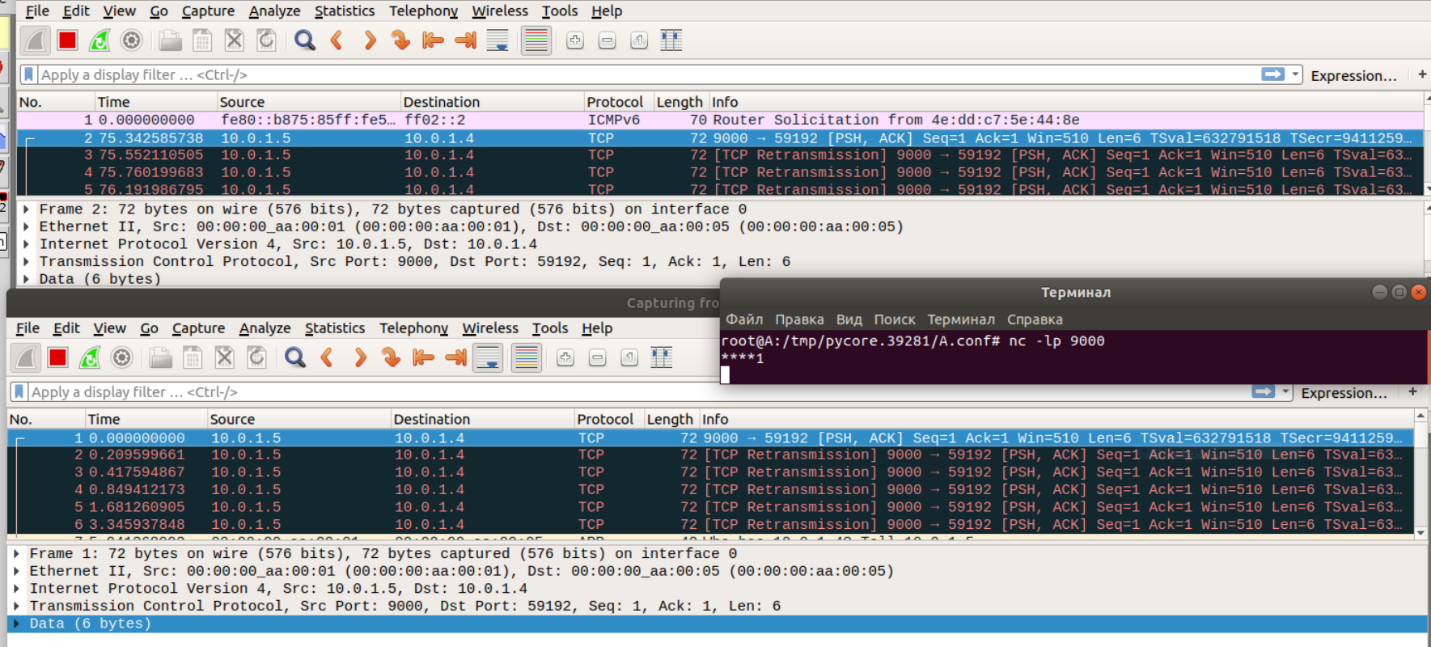 File Edit View Go Capture Analyze Statistics Telephony Wireless Tools Help
Apply a display filter … <Ctrl-/> Expression… +
No. Time Source Destination Protocol Length Info
1 0.000000000 fe80::b875:85ff:fe5… ff02::2 ICMPv6 70 Router Solicitation from 4e:dd:c7:5e:44:8e
2 75.342585738 10.0.1.5 10.0.1.4 TCP 72 9000 → 59192 [PSH, ACK] Seq=1 Ack=1 Win=510 Len=6 TSval=632791518 TSecr=9411259…
3 75.552110505 10.0.1.5 10.0.1.4 TCP 72 [TCP Retransmission] 9000 → 59192 [PSH, ACK] Seq=1 Ack=1 Win=510 Len=6 TSval=63…
4 75.760199683 10.0.1.5 10.0.1.4 TCP 72 [TCP Retransmission] 9000 → 59192 [PSH, ACK] Seq=1 Ack=1 Win=510 Len=6 TSval=63…
5 76.191986795 10.0.1.5 10.0.1.4 TCP 72 [TCP Retransmission] 9000 → 59192 [PSH, ACK] Seq=1 Ack=1 Win=510 Len=6 TSval=63…
Frame 2: 72 bytes on wire (576 bits), 72 bytes captured (576 bits) on interface 0
Ethernet II, Src: 00:00:00_aa:00:01 (00:00:00:aa:00:01), Dst: 00:00:00_aa:00:05 (00:00:00:aa:00:05)
Internet Protocol Version 4, Src: 10.0.1.5, Dst: 10.0.1.4
Transmission Control Protocol, Src Port: 9000, Dst Port: 59192, Seq: 1, Ack: 1, Len: 6
Data (6 bytes)
Терминал
Файл Правка Вид Поиск Терминал Справка
root@A:/tmp/pycore.39281/A.conf# nc -lp 9000
****1
Capturing fro
File Edit View Go Capture Analyze Statistics Telephony Wireless Tools Help
Apply a display filter … <Ctrl-/> Expression… +
No. Time Source Destination Protocol Length Info
1 0.000000000 10.0.1.5 10.0.1.4 TCP 72 9000 → 59192 [PSH, ACK] Seq=1 Ack=1 Win=510 Len=6 TSval=632791518 TSecr=9411259…
2 0.209599661 10.0.1.5 10.0.1.4 TCP 72 [TCP Retransmission] 9000 → 59192 [PSH, ACK] Seq=1 Ack=1 Win=510 Len=6 TSval=63…
3 0.417594867 10.0.1.5 10.0.1.4 TCP 72 [TCP Retransmission] 9000 → 59192 [PSH, ACK] Seq=1 Ack=1 Win=510 Len=6 TSval=63…
4 0.849412173 10.0.1.5 10.0.1.4 TCP 72 [TCP Retransmission] 9000 → 59192 [PSH, ACK] Seq=1 Ack=1 Win=510 Len=6 TSval=63…
5 1.681260905 10.0.1.5 10.0.1.4 TCP 72 [TCP Retransmission] 9000 → 59192 [PSH, ACK] Seq=1 Ack=1 Win=510 Len=6 TSval=63…
6 3.345937848 10.0.1.5 10.0.1.4 TCP 72 [TCP Retransmission] 9000 → 59192 [PSH, ACK] Seq=1 Ack=1 Win=510 Len=6 TSval=63…
Frame 1: 72 bytes on wire (576 bits), 72 bytes captured (576 bits) on interface 0
Ethernet II, Src: 00:00:00_aa:00:01 (00:00:00:aa:00:01), Dst: 00:00:00_aa:00:05 (00:00:00:aa:00:05)
Internet Protocol Version 4, Src: 10.0.1.5, Dst: 10.0.1.4
Transmission Control Protocol, Src Port: 9000, Dst Port: 59192, Seq: 1, Ack: 1, Len: 6
Data (6 bytes)